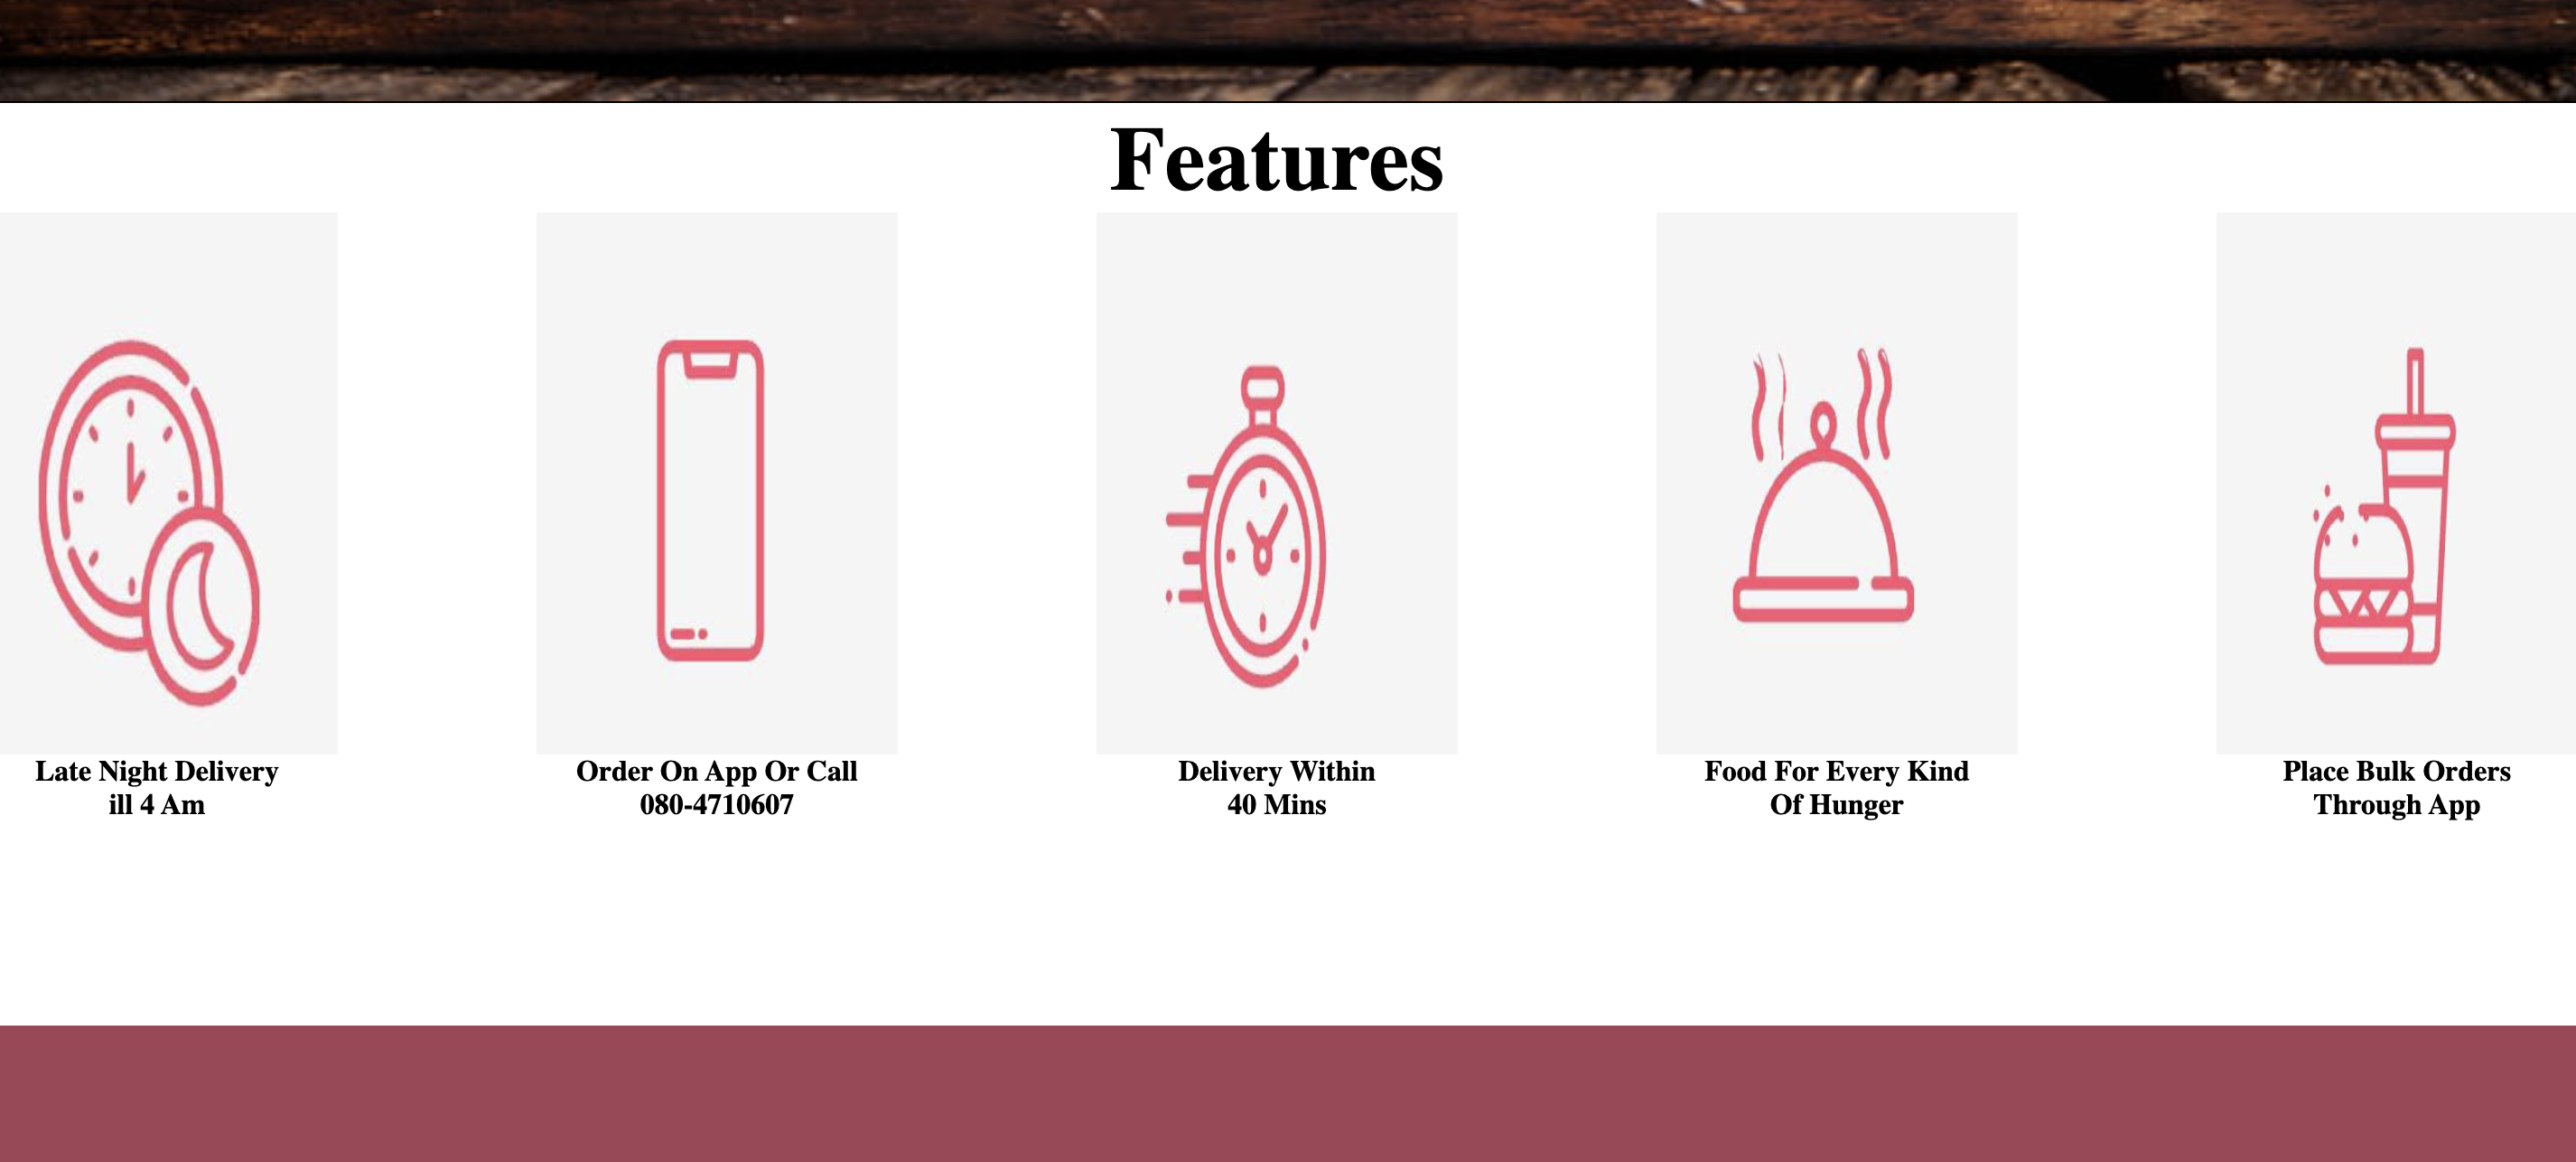 Features
Late Night Delivery
ill 4 Am
Order On App Or Call
080-4710607
Delivery Within
40 Mins
Food For Every Kind
Of Hunger
Place Bulk Orders
Through App